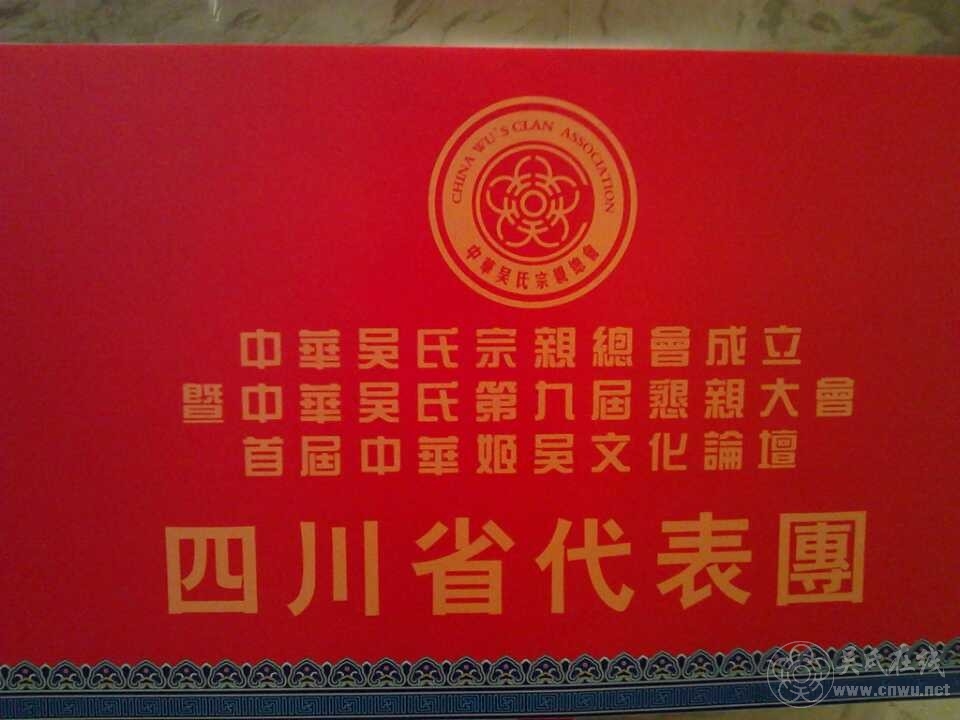 CHINA WU'S CLAN ASSOCIATION
中華吴氏宗親總會
中華吴氏宗親總會成立
暨中華吴氏第九届懇親大會
首届中華姬吴文化論壇
四川省代表團
吴氏在线
www.cnwu.net